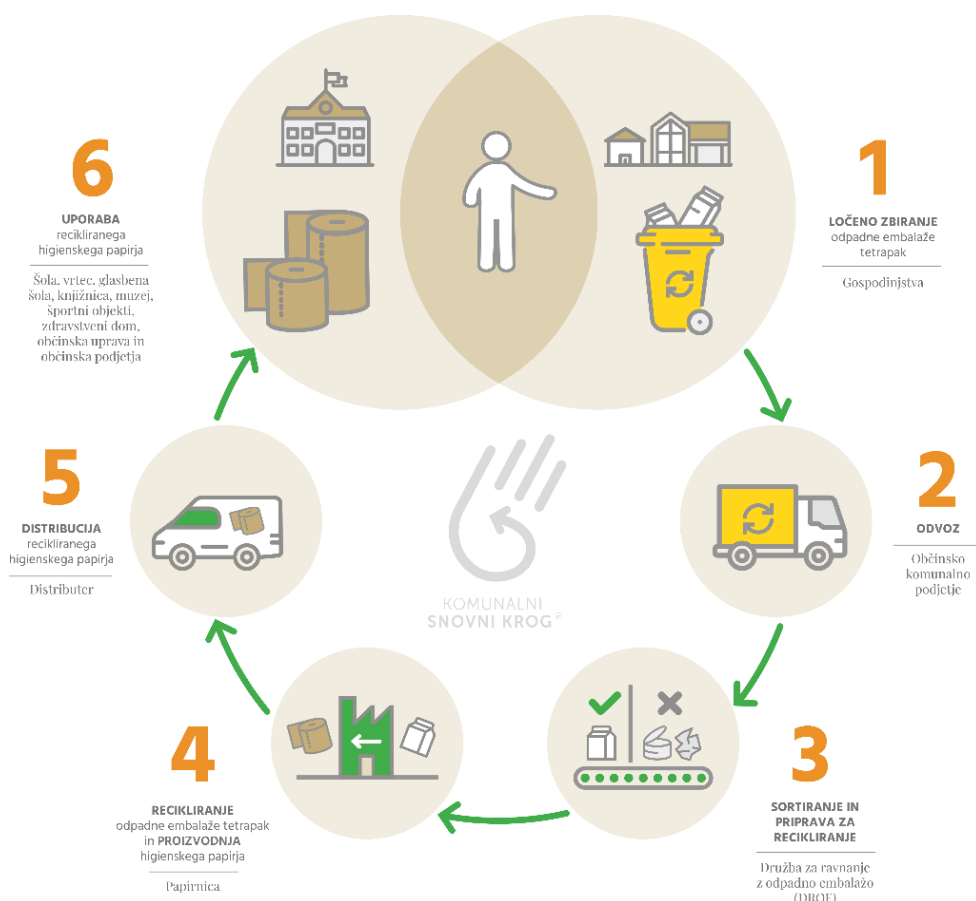 1
LOČENO ZBIRANJE
odpadne embalaže
tetrapak
Gospodinjstva
2
ODVOZ
Občinsko
komunalno
podjetje
3
SORTIRANJE IN
PRIPRAVA ZA
RECIKLIRANJE
Družba za ravnanje
z odpadno embalažo
(DROE)
4
RECIKLIRANJE
odpadne embalaže tetrapak
in PROIZVODNJA
higienskega papirja
Papirnica
5
DISTRIBUCIJA
recikliranega
higienskega papirja
Distributer
6
UPORABA
recikliranega
higienskega papirja
Šola, vrtec, glasbena
šola, knjižnica, muzej,
športni objekti,
zdravstveni dom,
občinska uprava in
občinska podjetja
KOMUNALNI
SNOVNI KROG®